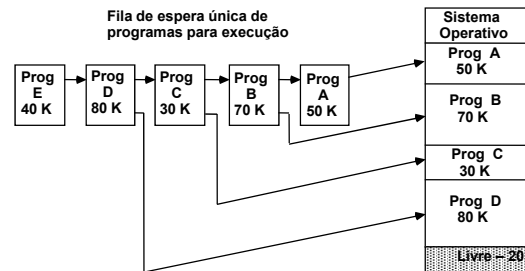 Fila de espera única de
programas para execução
Prog
E
40 K
Prog
D
80 K
Prog
C
30 K
Prog
B
70 K
Prog
A
50 K
Sistema
Operativo
Prog A
50 K
Prog B
70 K
Prog C
30 K
Prog D
80 K
Livre – 20